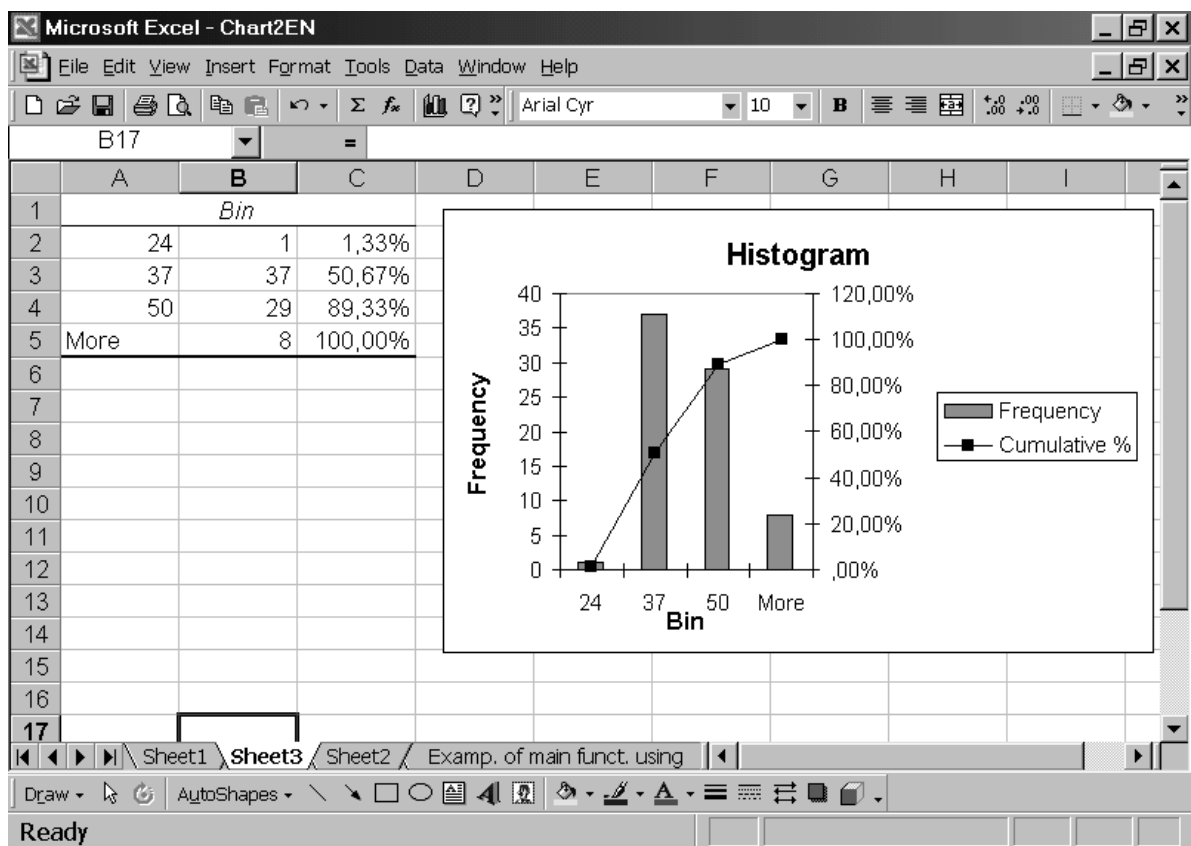 Microsoft Excel - Chart2EN
File Edit View Insert Format Tools Data Window Help
Arial Cyr 10 B
B17 =
A B C D E F G H I
1 Bin
2 24 1 1,33%
3 37 37 50,67%
4 50 29 89,33%
5 More 8 100,00%
6
7
8
9
10
11
12
13
14
15
16
17
Histogram
40 120,00%
35 100,00%
30 80,00%
25 60,00%
20 40,00%
15 20,00%
10 ,00%
5
0
Frequency
24 37 50 More
Bin
Frequency
Cumulative %
Sheet1 Sheet3 Sheet2 Examp. of main funct. using
Draw AutoShapes
Ready